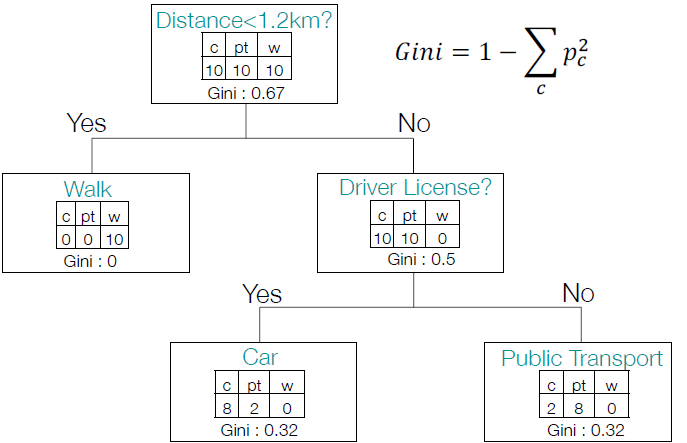 Distance<1.2km?
c pt w
10 10 10
Gini : 0.67
Gini = 1 − ∑ p_c^2
c
Yes
No
Walk
c pt w
0 0 10
Gini : 0
Driver License?
c pt w
10 10 0
Gini : 0.5
Yes
No
Car
c pt w
8 2 0
Gini : 0.32
Public Transport
c pt w
2 8 0
Gini : 0.32